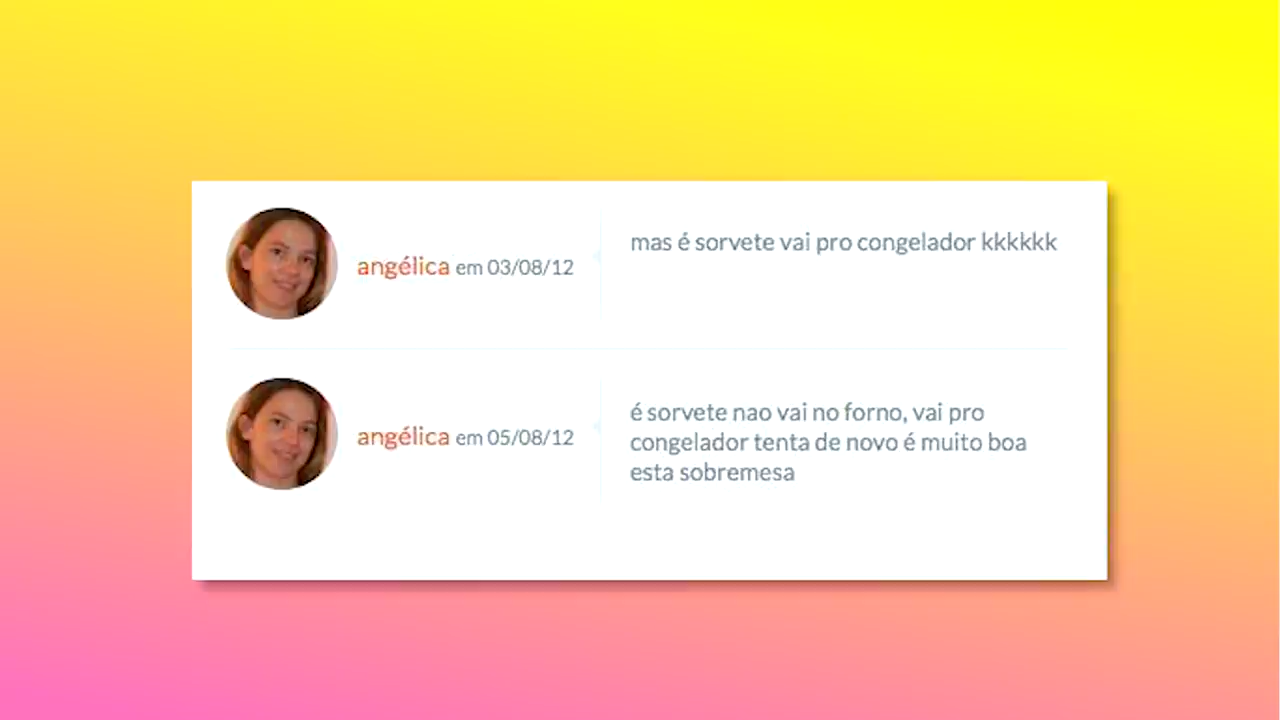 mas é sorvete vai pro congelador kkkkkk
angélica em 03/08/12
é sorvete nao vai no forno, vai pro
congelador tenta de novo é muito boa
esta sobremesa
angélica em 05/08/12